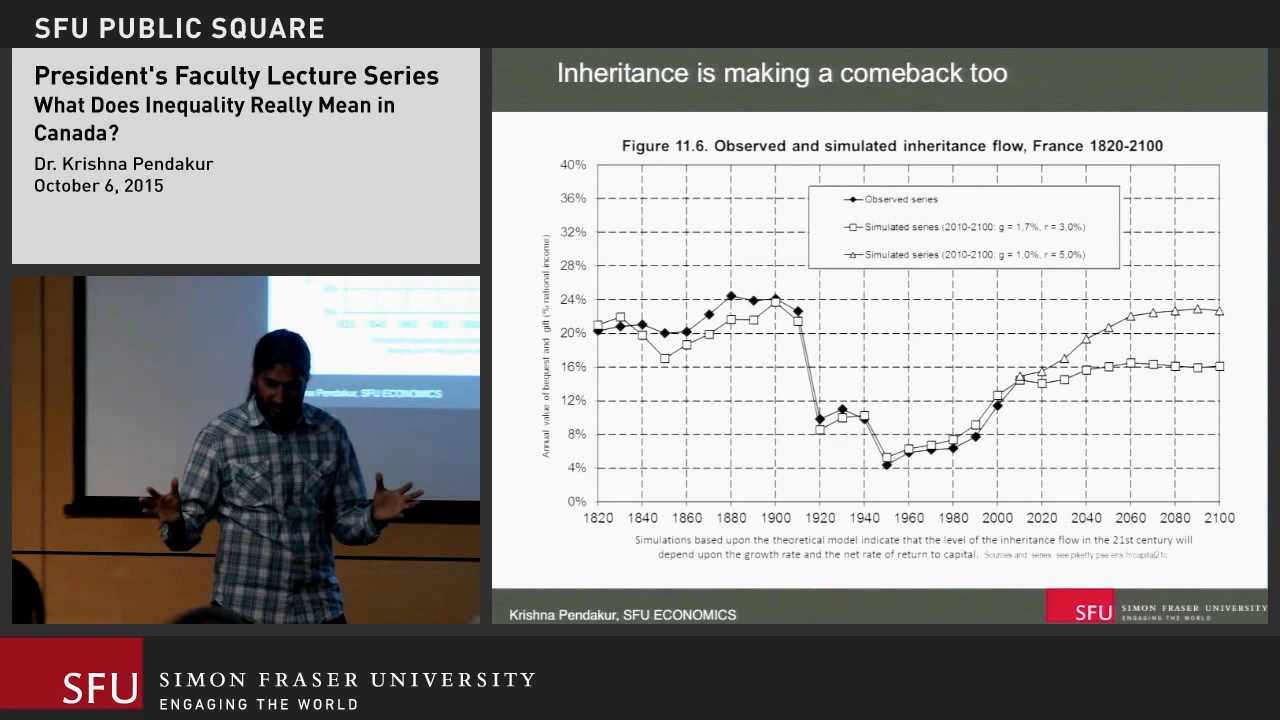 SFU PUBLIC SQUARE
President's Faculty Lecture Series
What Does Inequality Really Mean in
Canada?
Dr. Krishna Pendakur
October 6, 2015
Pendakur, SFU ECONOMICS
Inheritance is making a comeback too
Figure 11.6. Observed and simulated inheritance flow, France 1820-2100
Annual value of bequest and gift (% national income)
40%
36%
32%
28%
24%
20%
16%
12%
8%
4%
0%
Observed series
Simulated series (2010-2100: g = 1,7%, r = 3,0%)
Simulated series (2010-2100: g = 1,0%, r = 5,0%)
1820 1840 1860 1880 1900 1920 1940 1960 1980 2000 2020 2040 2060 2080 2100
Simulations based upon the theoretical model indicate that the level of the inheritance flow in the 21st century will
depend upon the growth rate and the net rate of return to capital. Sources and series: see
Krishna Pendakur, SFU ECONOMICS
SFU SIMON FRASER UNIVERSITY
ENGAGING THE WORLD
SFU SIMON FRASER UNIVERSITY
ENGAGING THE WORLD